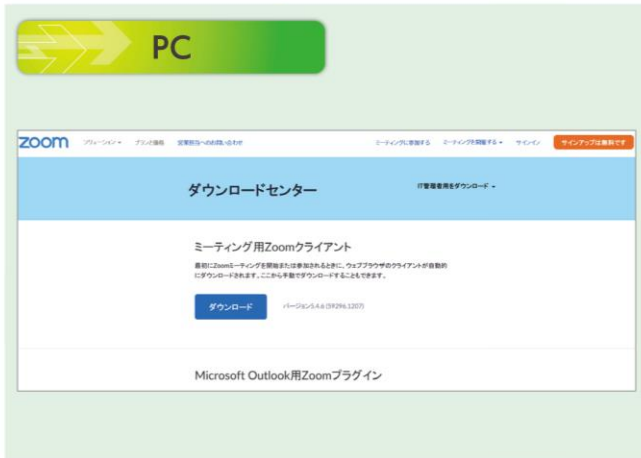 PC
zoom ソリューション プランと価格 営業担当へのお問い合わせ ミーティングに参加する ミーティングを開催する サインイン サインアップは無料です
ダウンロードセンター IT管理者用をダウンロード
ミーティング用Zoomクライアント
最初にZoomミーティングを開始または参加されるときに、ウェブブラウザのクライアントが自動的
にダウンロードされます。ここから手動でダウンロードすることもできます。
ダウンロード バージョン5.4.6 (59296.1207)
Microsoft Outlook用Zoomプラグイン